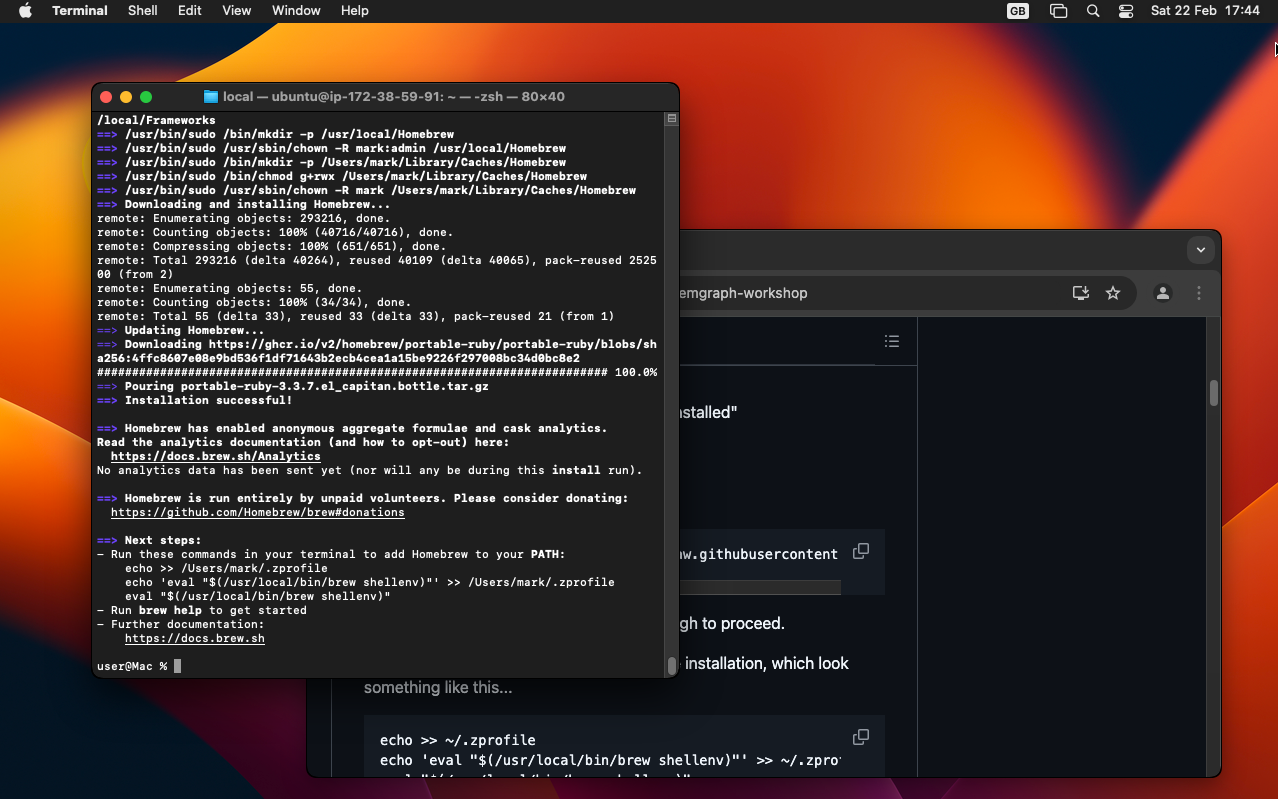 Terminal Shell Edit View Window Help GB Sat 22 Feb 17:44
local — ubuntu@ip-172-38-59-91: ~ — -zsh — 80×40
/local/Frameworks
==> /usr/bin/sudo /bin/mkdir -p /usr/local/Homebrew
==> /usr/bin/sudo /usr/sbin/chown -R mark:admin /usr/local/Homebrew
==> /usr/bin/sudo /bin/mkdir -p /Users/mark/Library/Caches/Homebrew
==> /usr/bin/sudo /bin/chmod g+rwx /Users/mark/Library/Caches/Homebrew
==> /usr/bin/sudo /usr/sbin/chown -R mark /Users/mark/Library/Caches/Homebrew
==> Downloading and installing Homebrew...
remote: Enumerating objects: 293216, done.
remote: Counting objects: 100% (40716/40716), done.
remote: Compressing objects: 100% (651/651), done.
remote: Total 293216 (delta 40264), reused 40109 (delta 40065), pack-reused 2525
00 (from 2)
remote: Enumerating objects: 55, done.
remote: Counting objects: 100% (34/34), done.
remote: Total 55 (delta 33), reused 33 (delta 33), pack-reused 21 (from 1)
==> Updating Homebrew...
==> Downloading https://ghcr.io/v2/homebrew/portable-ruby/portable-ruby/blobs/sh
a256:4ffc8607e08e9bd536f1df71643b2ecb4cea1a15be9226f297008bc34d0bc8e2
######################################################################### 100.0%
==> Pouring portable-ruby-3.3.7.el_capitan.bottle.tar.gz
==> Installation successful!
==> Homebrew has enabled anonymous aggregate formulae and cask analytics.
Read the analytics documentation (and how to opt-out) here:
https://docs.brew.sh/Analytics
No analytics data has been sent yet (nor will any be during this install run).
==> Homebrew is run entirely by unpaid volunteers. Please consider donating:
https://github.com/Homebrew/brew#donations
==> Next steps:
- Run these commands in your terminal to add Homebrew to your PATH:
echo >> /Users/mark/.zprofile
echo 'eval "$(/usr/local/bin/brew shellenv)"' >> /Users/mark/.zprofile
eval "$(/usr/local/bin/brew shellenv)"
- Run brew help to get started
- Further documentation:
https://docs.brew.sh
user@Mac %
emgraph-workshop
nstalled"
w.githubusercontent
gh to proceed.
installation, which look
something like this...
echo >> ~/.zprofile
echo 'eval "$(/usr/local/bin/brew shellenv)"' >> ~/.zpro